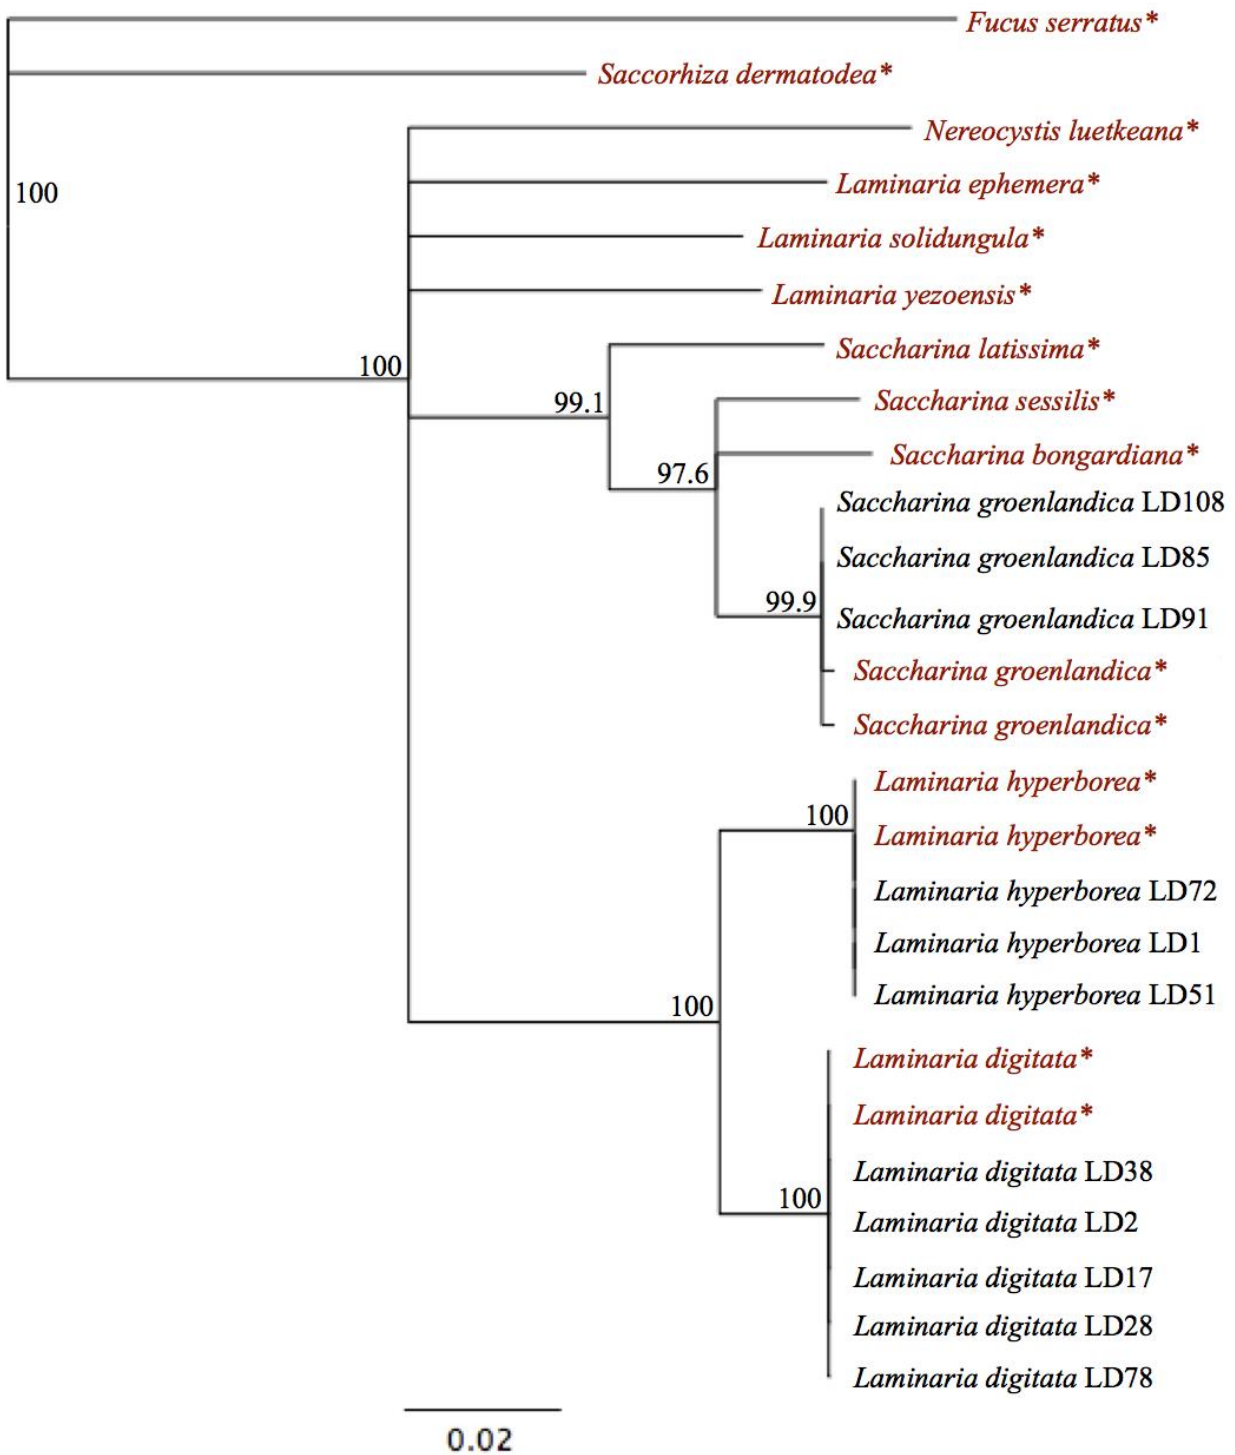 Fucus serratus*
Saccorhiza dermatodea*
Nereocystis luetkeana*
Laminaria ephemera*
100
Laminaria solidungula*
Laminaria yezoensis*
Saccharina latissima*
100
Saccharina sessilis*
99.1
Saccharina bongardiana*
97.6
Saccharina groenlandica LD108
Saccharina groenlandica LD85
99.9
Saccharina groenlandica LD91
Saccharina groenlandica*
Saccharina groenlandica*
Laminaria hyperborea*
100
Laminaria hyperborea*
Laminaria hyperborea LD72
Laminaria hyperborea LD1
Laminaria hyperborea LD51
100
Laminaria digitata*
Laminaria digitata*
Laminaria digitata LD38
100
Laminaria digitata LD2
Laminaria digitata LD17
Laminaria digitata LD28
Laminaria digitata LD78
0.02